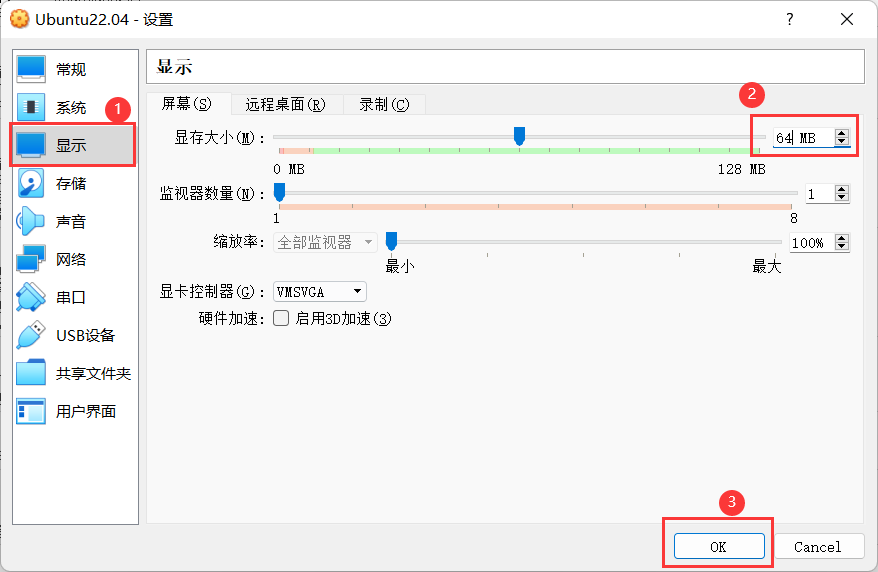 Ubuntu22.04 - 设置
?
常规
系统
1
显示
存储
声音
网络
串口
USB设备
共享文件夹
用户界面
显示
屏幕(S)
远程桌面(R)
录制(C)
2
显存大小(M):
64 MB
0 MB
128 MB
监视器数量(N):
1
1
8
缩放率:
全部监视器
100%
最小
最大
显卡控制器(G):
VMSVGA
硬件加速:
启用3D加速(3)
3
OK
Cancel